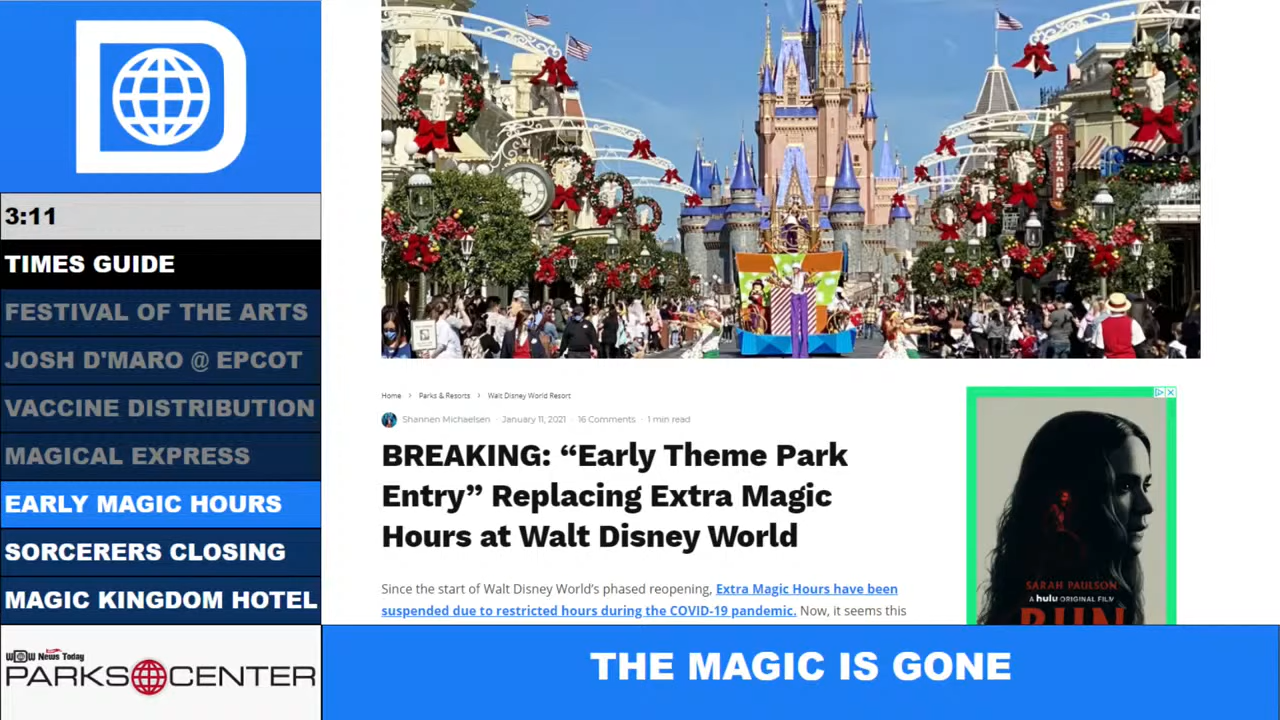 3:11
TIMES GUIDE
FESTIVAL OF THE ARTS
JOSH D'MARO @ EPCOT
VACCINE DISTRIBUTION
MAGICAL EXPRESS
EARLY MAGIC HOURS
SORCERERS CLOSING
MAGIC KINGDOM HOTEL
WDW News Today
PARKS CENTER
CRYSTAL ARTS
Home > Parks & Resorts > Walt Disney World Resort
Shannen Michaelsen · January 11, 2021 · 16 Comments · 1 min read
BREAKING: “Early Theme Park
Entry” Replacing Extra Magic
Hours at Walt Disney World
Since the start of Walt Disney World’s phased reopening, Extra Magic Hours have been
suspended due to restricted hours during the COVID-19 pandemic. Now, it seems this
SARAH PAULSON
A hulu ORIGINAL FILM
RUN
THE MAGIC IS GONE